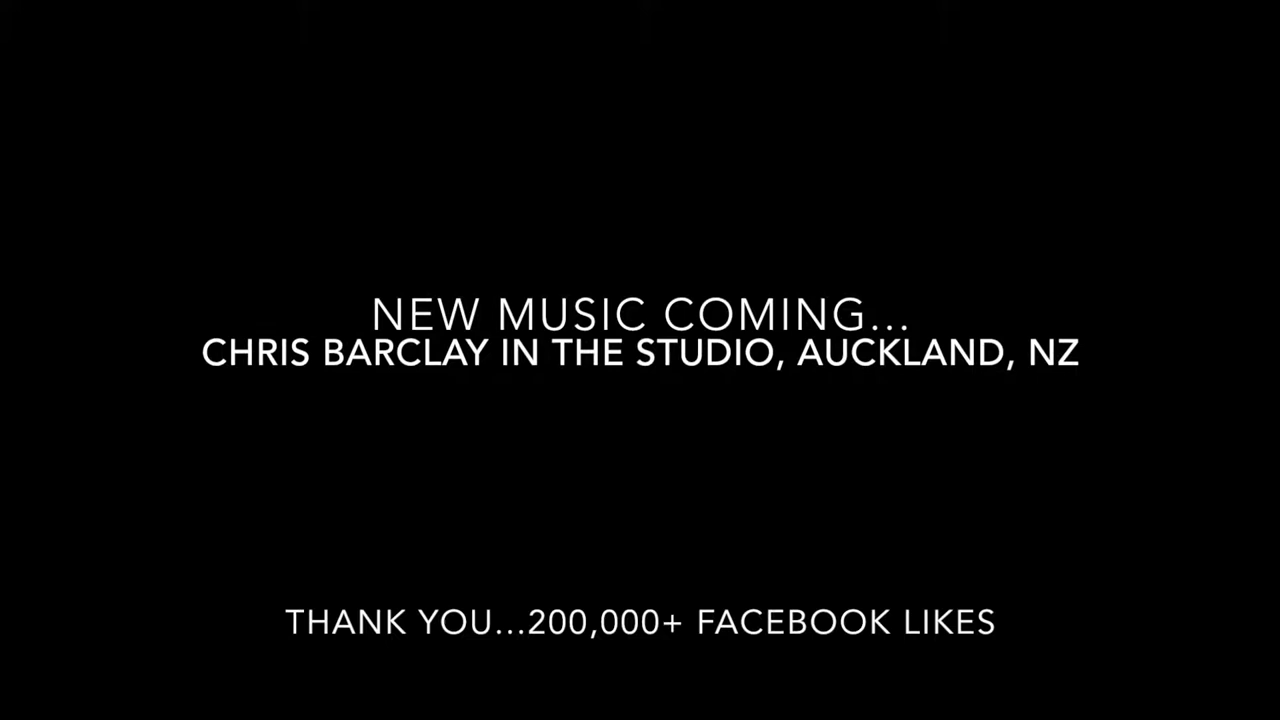 NEW MUSIC COMING...
CHRIS BARCLAY IN THE STUDIO, AUCKLAND, NZ
THANK YOU...200,000+ FACEBOOK LIKES